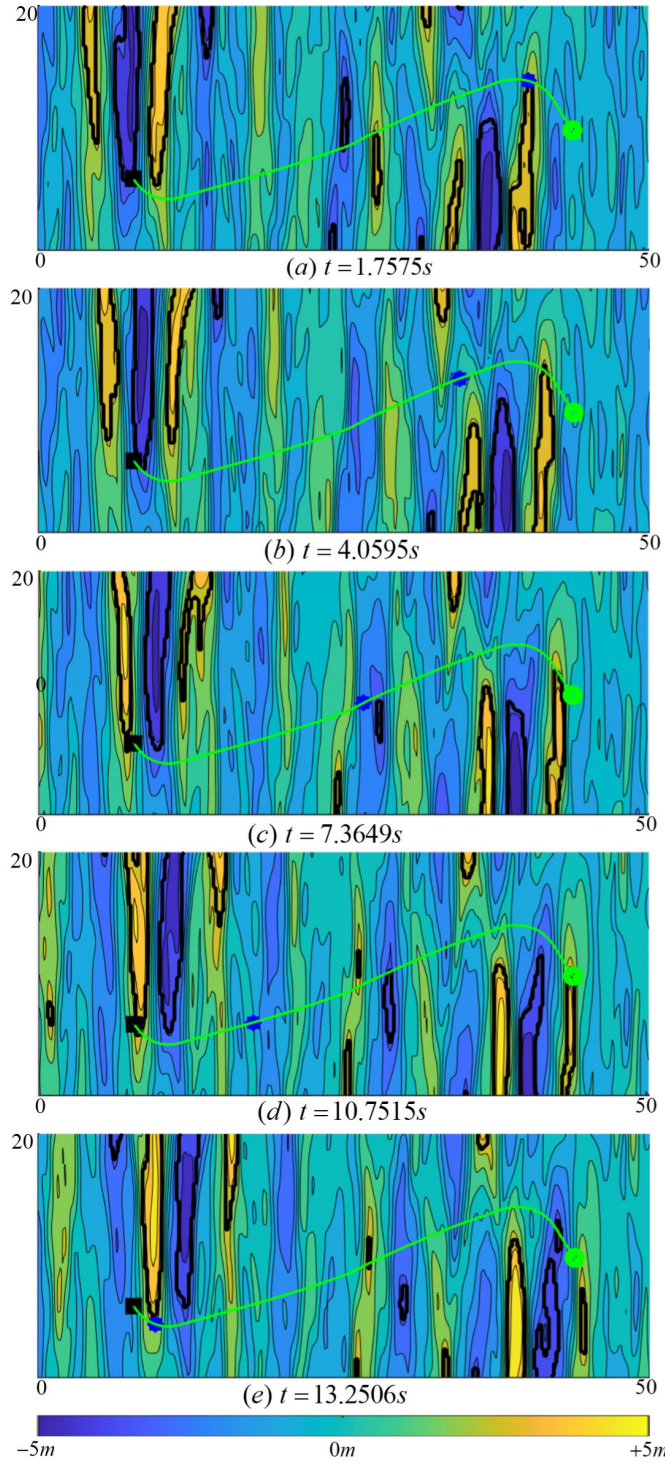 20
0 50
(a) t = 1.7575s
20
0 50
(b) t = 4.0595s
20
0
0 50
(c) t = 7.3649s
20
0 50
(d) t = 10.7515s
20
0 50
(e) t = 13.2506s
−5m 0m +5m